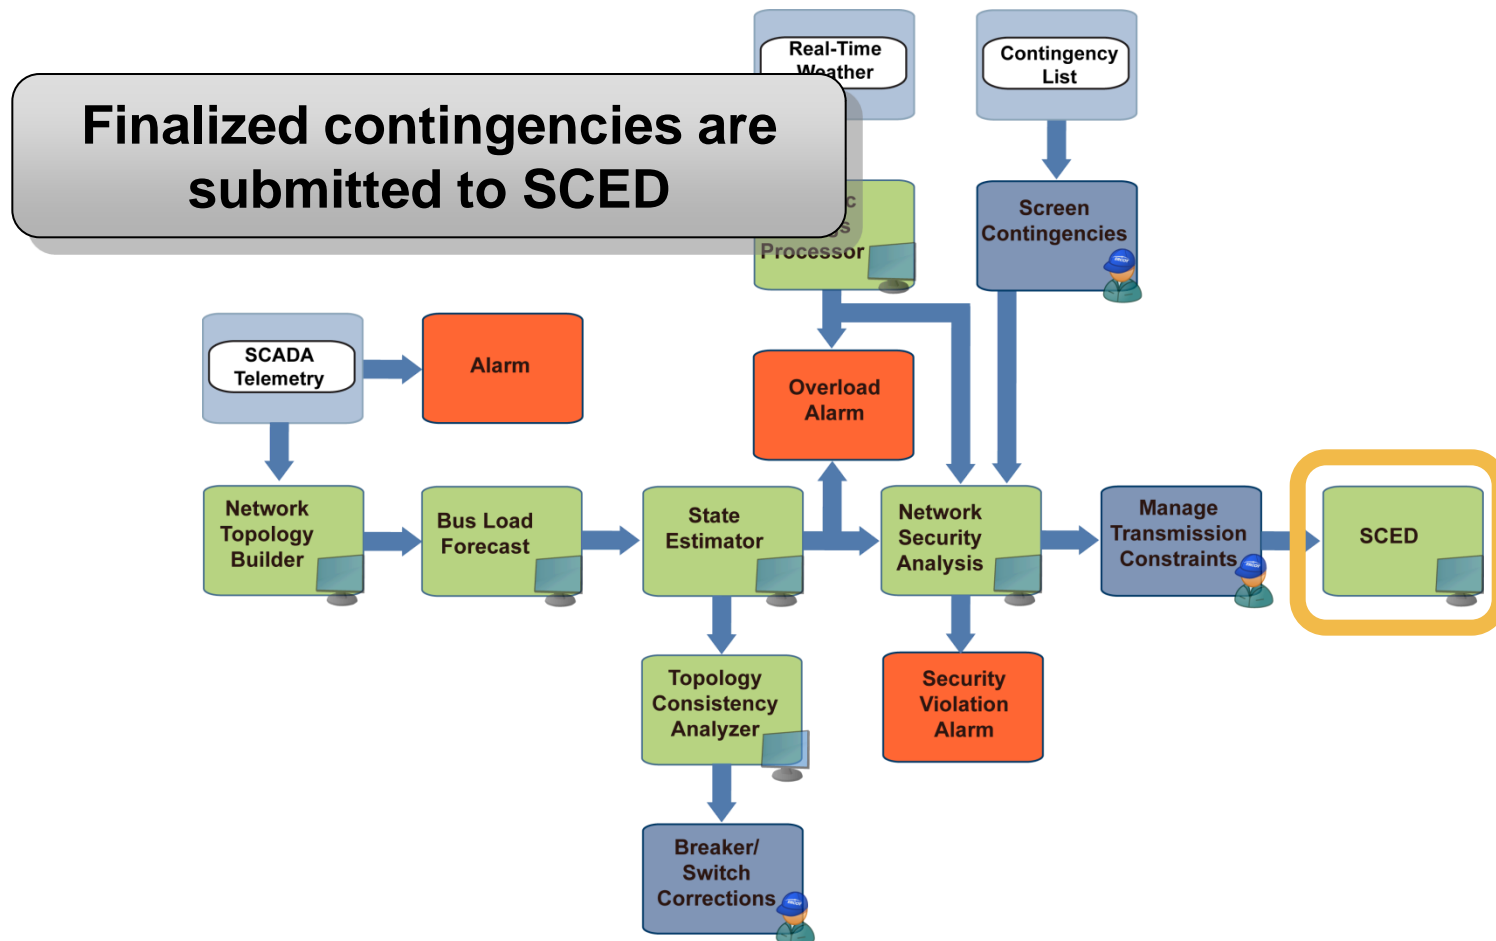 Real-Time
Weather
Contingency
List
Finalized contingencies are
submitted to SCED
Processor
Screen
Contingencies
SCADA
Telemetry
Alarm
Overload
Alarm
Network
Topology
Builder
Bus Load
Forecast
State
Estimator
Network
Security
Analysis
Manage
Transmission
Constraints
SCED
Topology
Consistency
Analyzer
Security
Violation
Alarm
Breaker/
Switch
Corrections